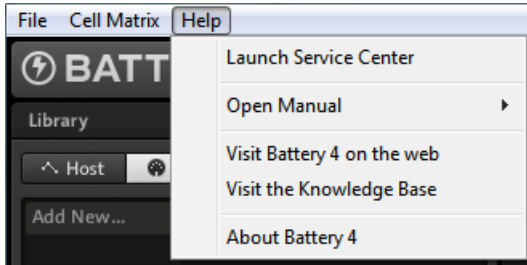 File Cell Matrix Help
BATT
Launch Service Center
Library
Open Manual
Host
Visit Battery 4 on the web
Visit the Knowledge Base
Add New...
About Battery 4